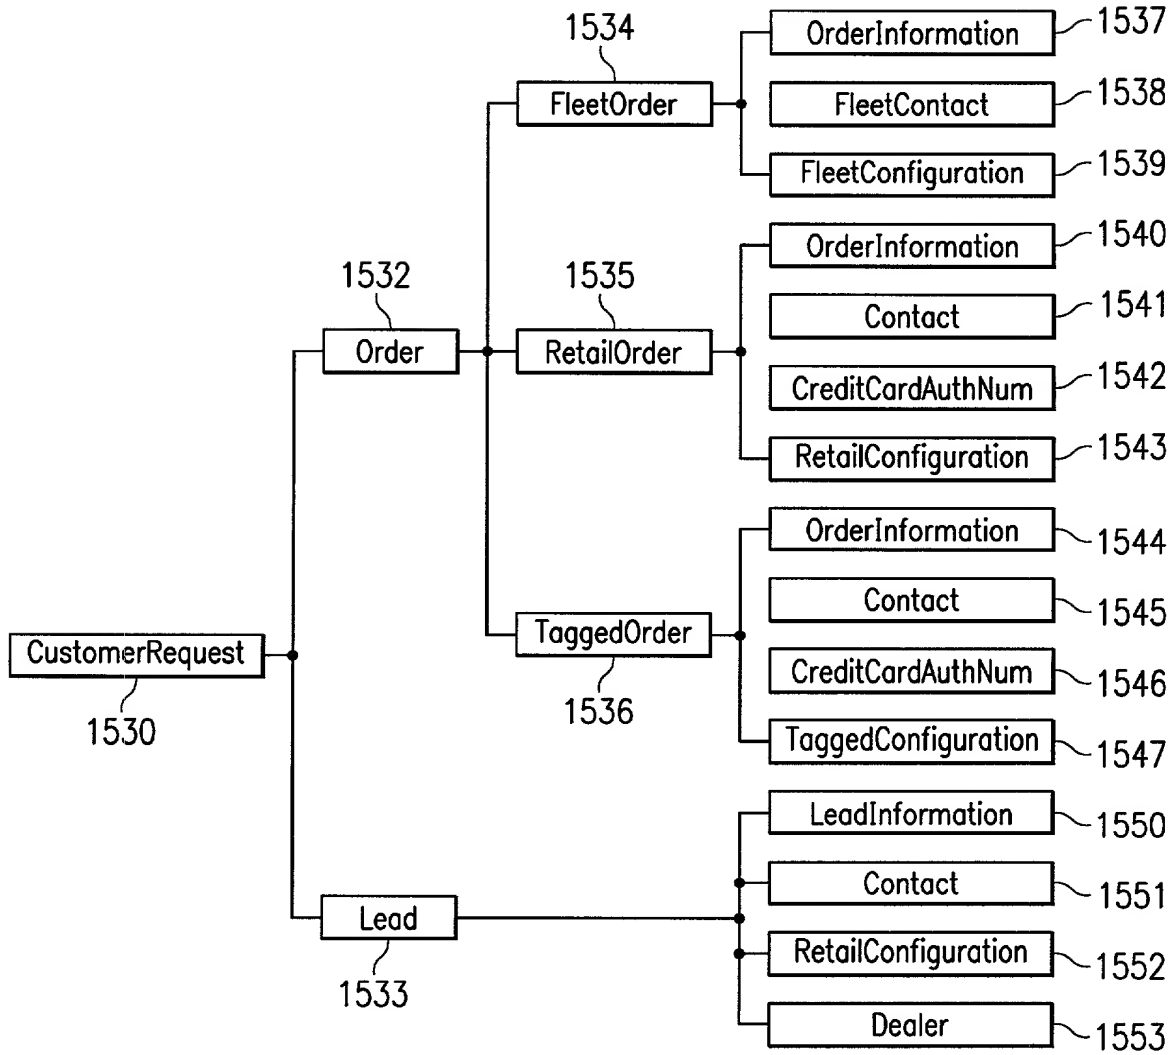 1534
OrderInformation
1537
FleetOrder
FleetContact
1538
FleetConfiguration
1539
1532
1535
OrderInformation
1540
Order
RetailOrder
Contact
1541
CreditCardAuthNum
1542
RetailConfiguration
1543
OrderInformation
1544
Contact
1545
CustomerRequest
1530
TaggedOrder
1536
CreditCardAuthNum
1546
TaggedConfiguration
1547
LeadInformation
1550
Lead
1533
Contact
1551
RetailConfiguration
1552
Dealer
1553